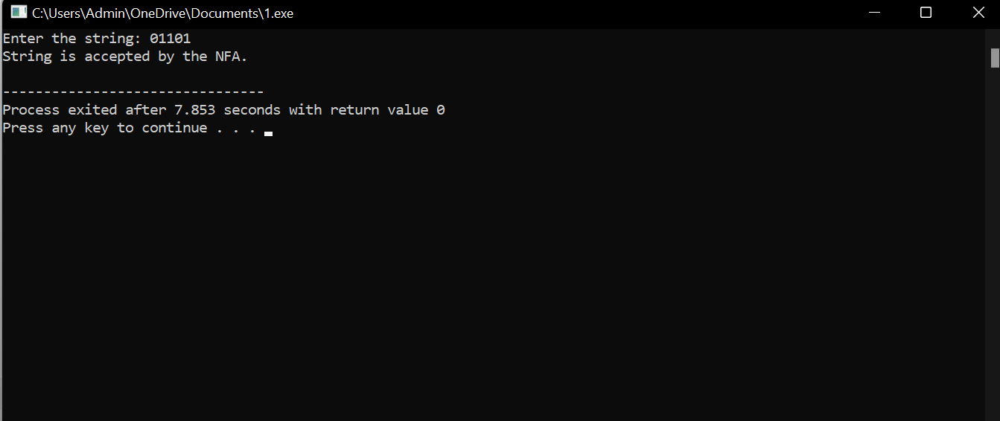 C:\Users\Admin\OneDrive\Documents\1.exe
Enter the string: 01101
String is accepted by the NFA.
--------------------------------
Process exited after 7.853 seconds with return value 0
Press any key to continue . . .